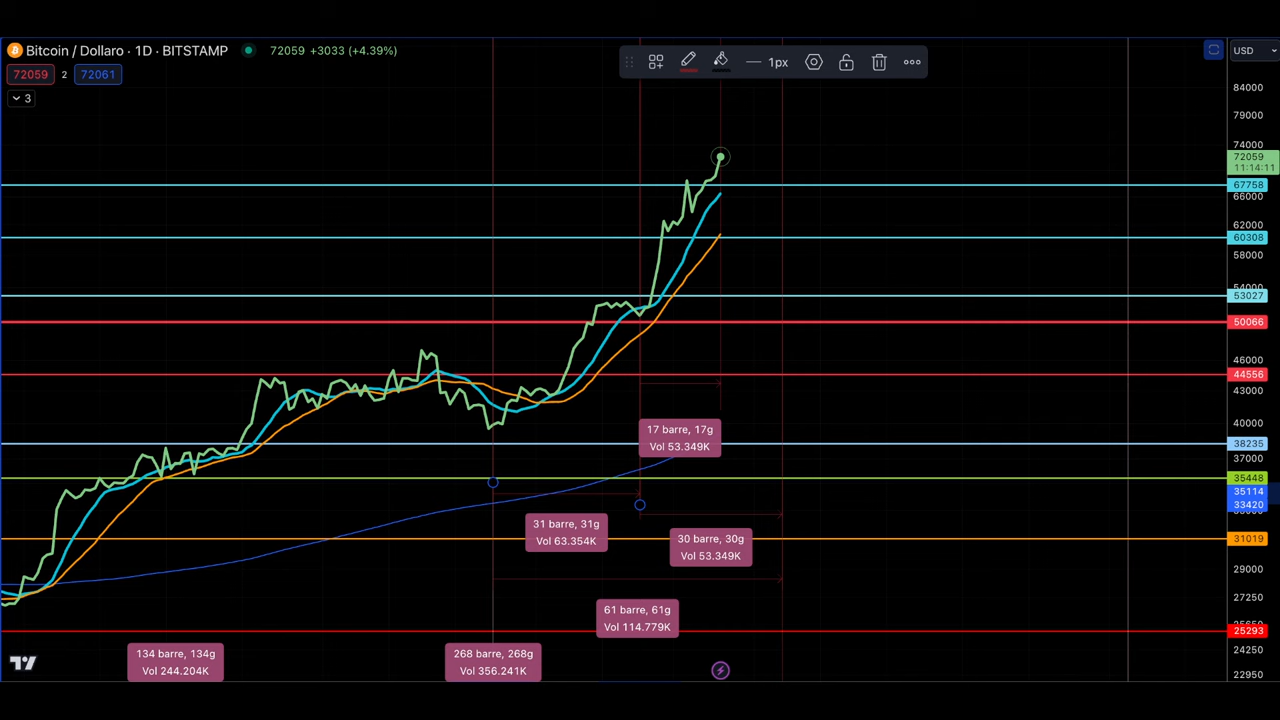 Bitcoin / Dollaro · 1D · BITSTAMP
72059 +3033 (+4.39%)
72059 2 72061
3
1px
USD
84000
79000
74000
72059
11:14:11
67758
66000
62000
60308
58000
54000
53027
50066
46000
44556
43000
40000
38235
37000
35448
35114
33420
31019
29000
27250
25293
24250
22950
17 barre, 17g
Vol 53.349K
31 barre, 31g
Vol 63.354K
30 barre, 30g
Vol 53.349K
61 barre, 61g
Vol 114.779K
134 barre, 134g
Vol 244.204K
268 barre, 268g
Vol 356.241K